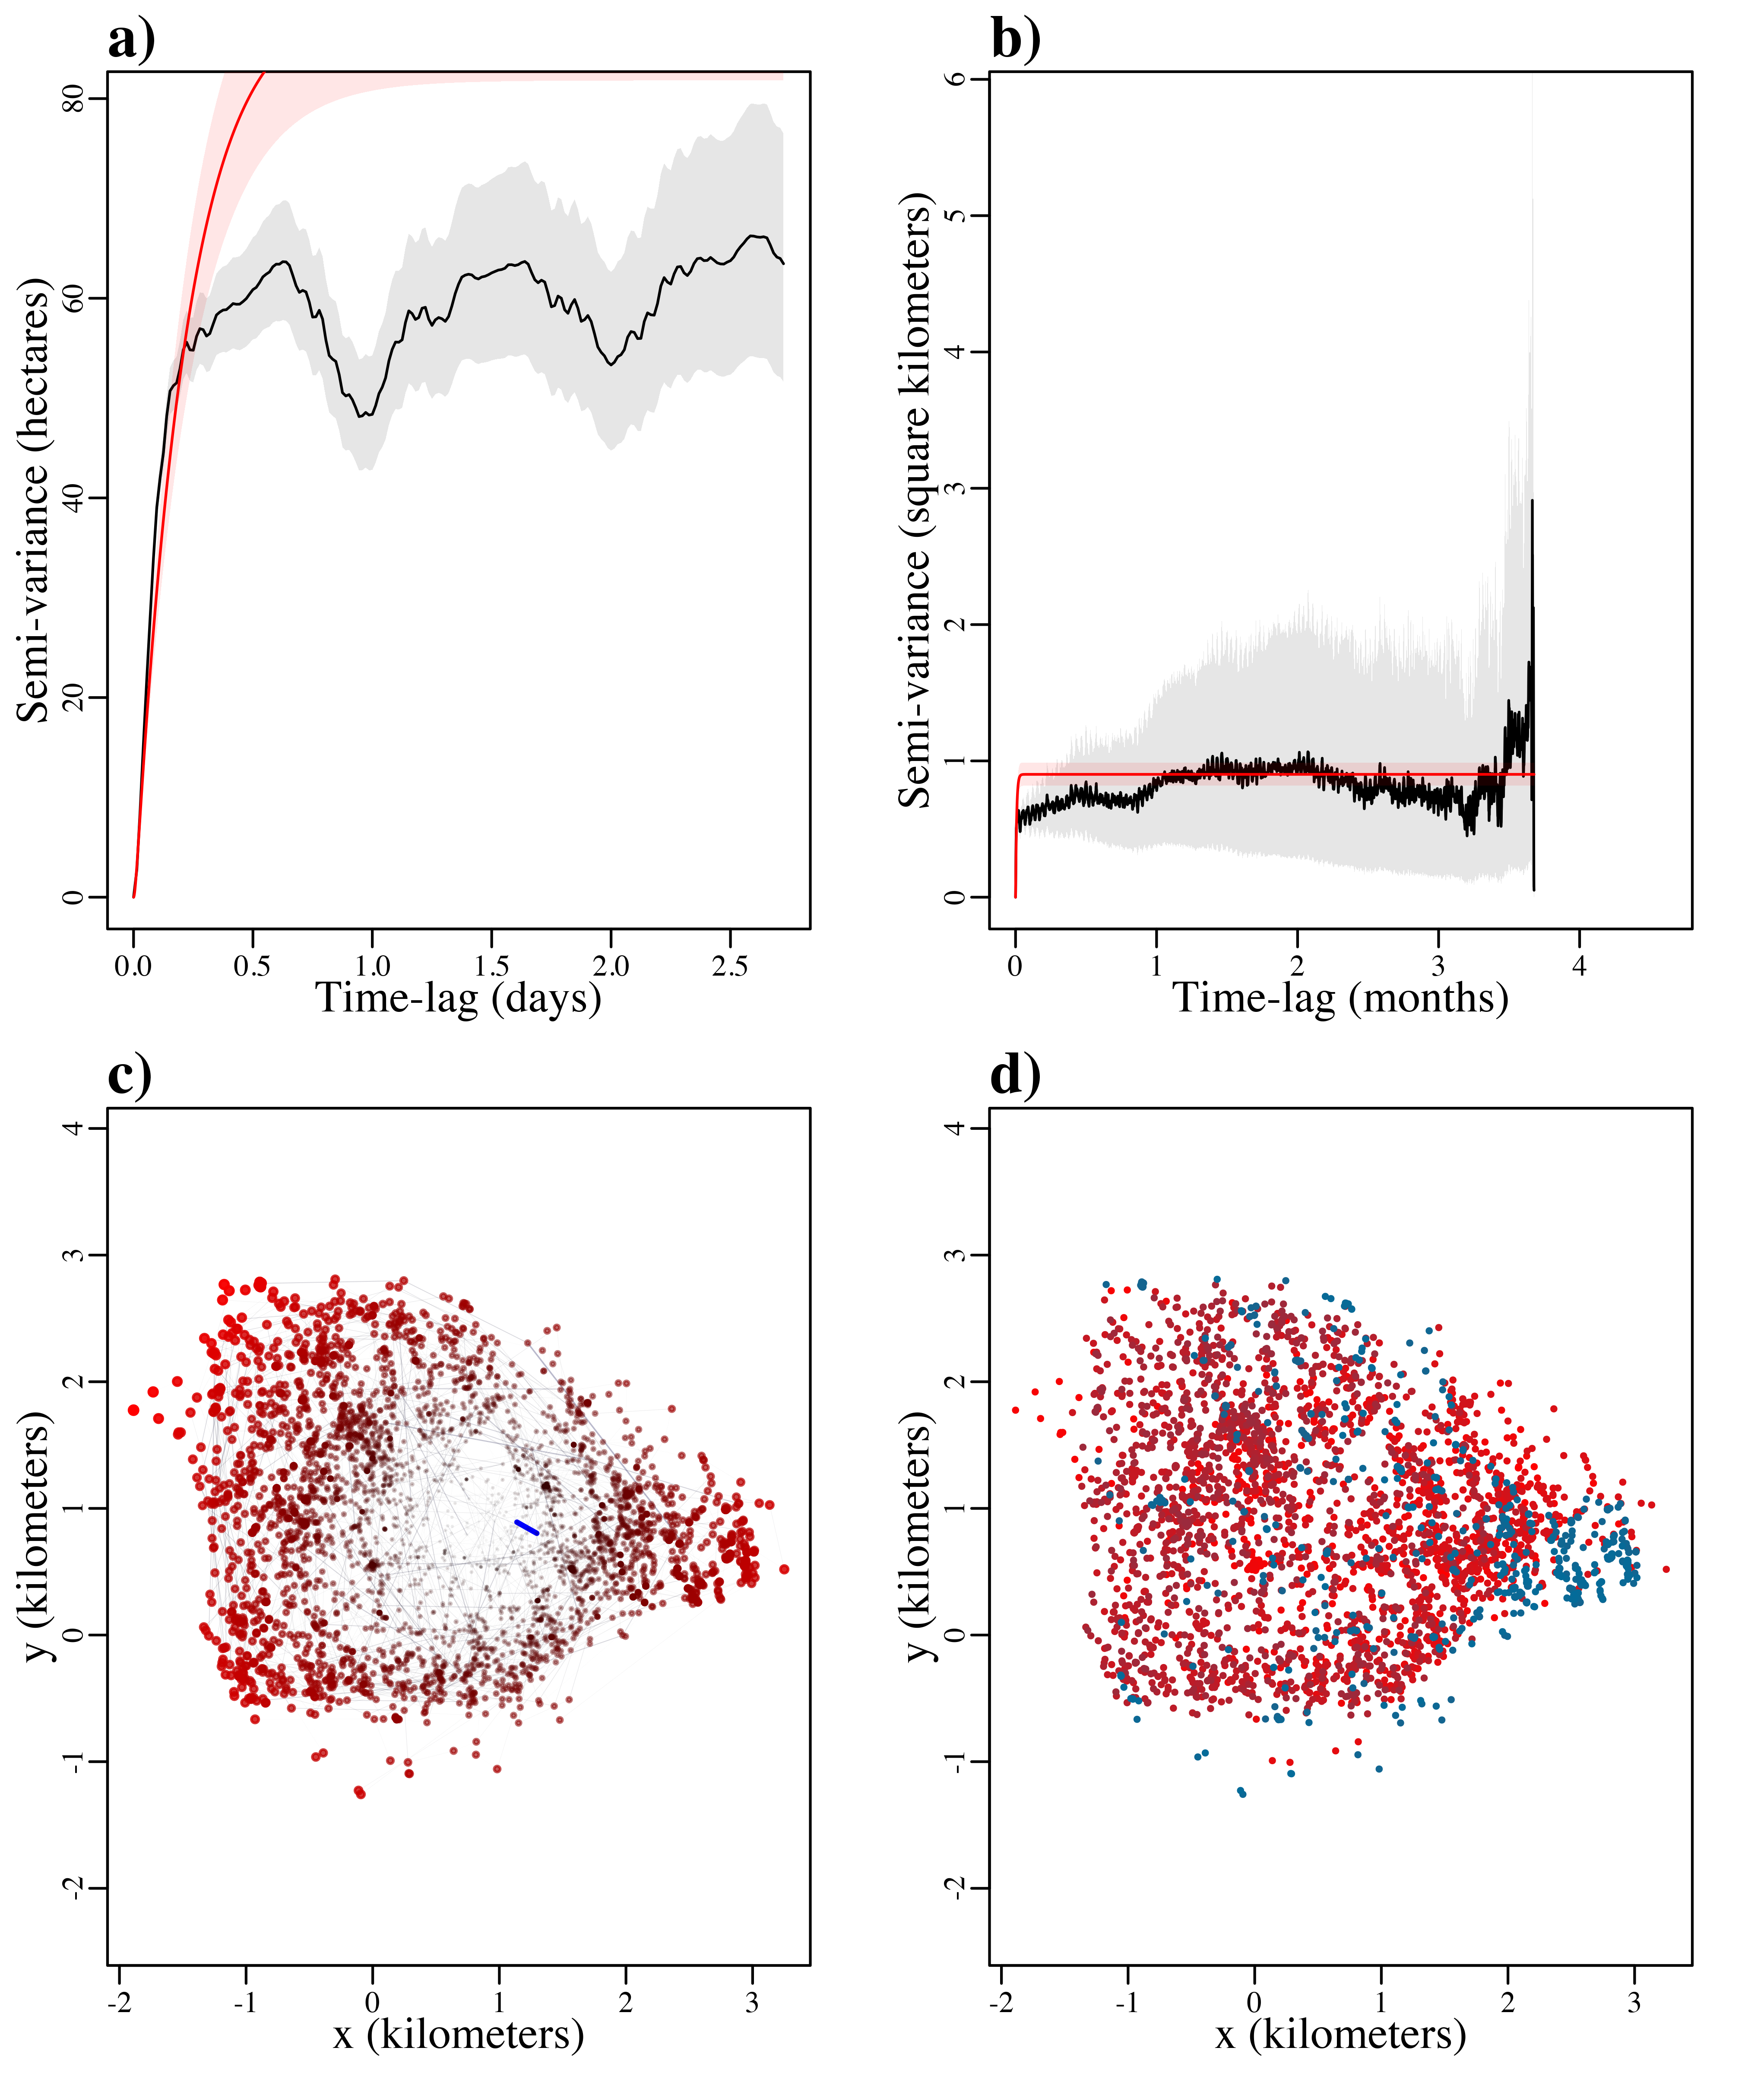 a)
Semi-variance (hectares)
0 20 40 60 80
0.0 0.5 1.0 1.5 2.0 2.5
Time-lag (days)
b)
Semi-variance (square kilometers)
0 1 2 3 4 5 6
0 1 2 3 4
Time-lag (months)
c)
y (kilometers)
-2 -1 0 1 2 3 4
-2 -1 0 1 2 3
x (kilometers)
d)
y (kilometers)
-2 -1 0 1 2 3 4
-2 -1 0 1 2 3
x (kilometers)